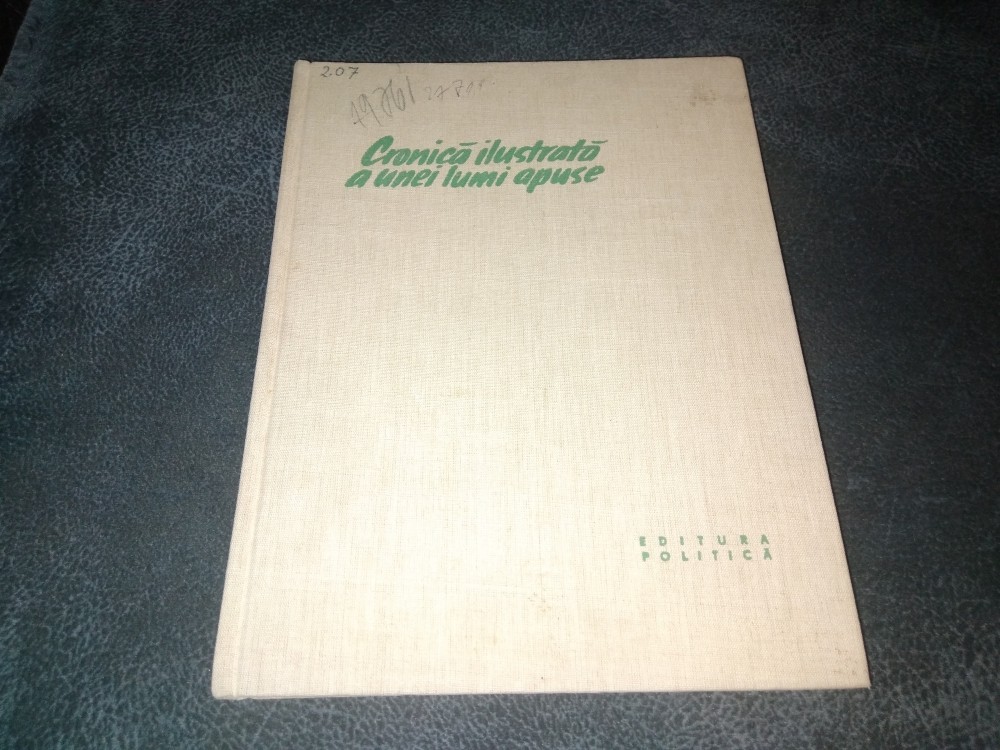 207
Cronică ilustrată
a unei lumi apuse
EDITURA
POLITICĂ